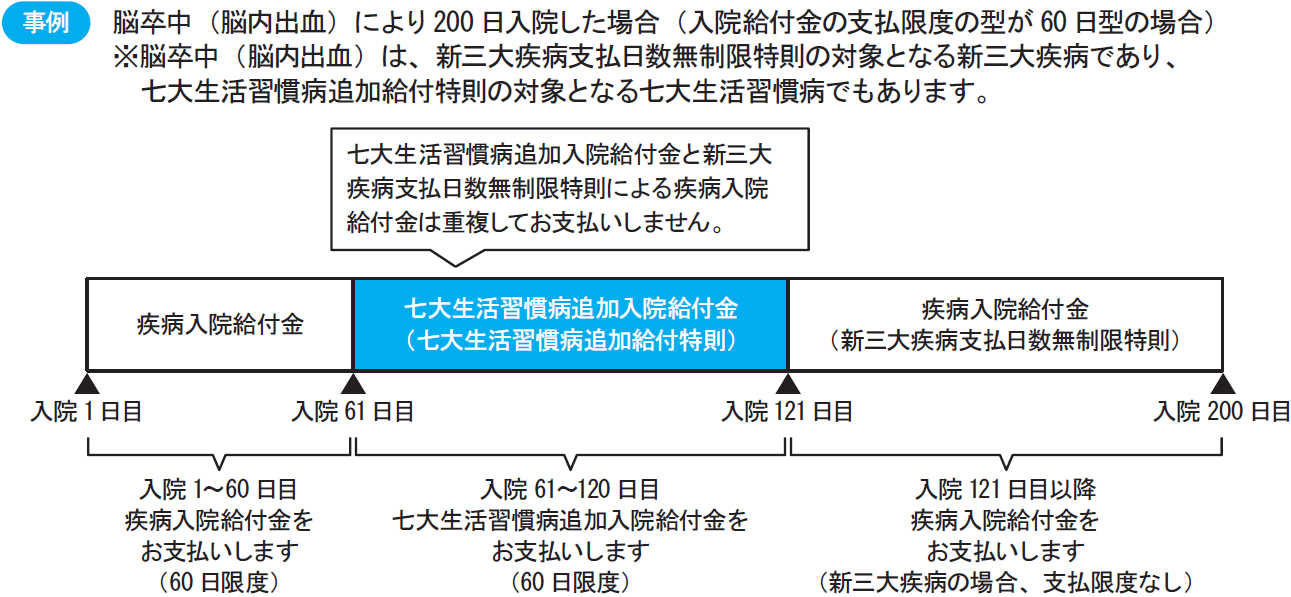 事例 脳卒中（脳内出血）により200日入院した場合（入院給付金の支払限度の型が60日型の場合）
※脳卒中（脳内出血）は、新三大疾病支払日数無制限特則の対象となる新三大疾病であり、
七大生活習慣病追加給付特則の対象となる七大生活習慣病でもあります。
七大生活習慣病追加入院給付金と新三大
疾病支払日数無制限特則による疾病入院
給付金は重複してお支払いしません。
疾病入院給付金
七大生活習慣病追加入院給付金
（七大生活習慣病追加給付特則）
疾病入院給付金
（新三大疾病支払日数無制限特則）
入院1日目
入院61日目
入院121日目
入院200日目
入院1～60日目
疾病入院給付金を
お支払いします
（60日限度）
入院61～120日目
七大生活習慣病追加入院給付金を
お支払いします
（60日限度）
入院121日目以降
疾病入院給付金を
お支払いします
（新三大疾病の場合、支払限度なし）